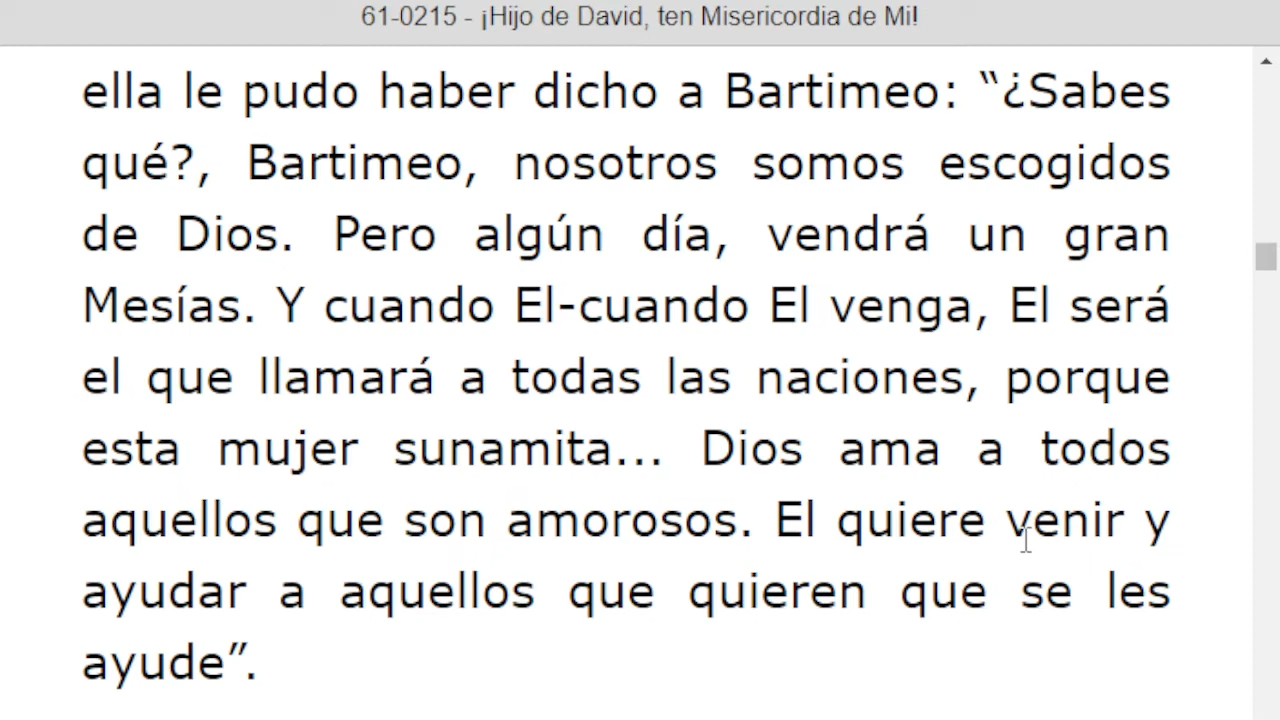 61-0215 - ¡Hijo de David, ten Misericordia de Mi!
ella le pudo haber dicho a Bartimeo: “¿Sabes
qué?, Bartimeo, nosotros somos escogidos
de Dios. Pero algún día, vendrá un gran
Mesías. Y cuando El-cuando El venga, El será
el que llamará a todas las naciones, porque
esta mujer sunamita... Dios ama a todos
aquellos que son amorosos. El quiere venir y
ayudar a aquellos que quieren que se les
ayude”.